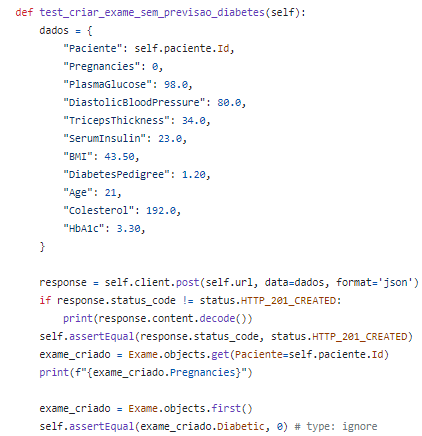 def test_criar_exame_sem_previsao_diabetes(self):
    dados = {
        "Paciente": self.paciente.Id,
        "Pregnancies": 0,
        "PlasmaGlucose": 98.0,
        "DiastolicBloodPressure": 80.0,
        "TricepsThickness": 34.0,
        "SerumInsulin": 23.0,
        "BMI": 43.50,
        "DiabetesPedigree": 1.20,
        "Age": 21,
        "Colesterol": 192.0,
        "HbA1c": 3.30,
    }
    response = self.client.post(self.url, data=dados, format='json')
    if response.status_code != status.HTTP_201_CREATED:
        print(response.content.decode())
    self.assertEqual(response.status_code, status.HTTP_201_CREATED)
    exame_criado = Exame.objects.get(Paciente=self.paciente.Id)
    print(f"{exame_criado.Pregnancies}")
    exame_criado = Exame.objects.first()
    self.assertEqual(exame_criado.Diabetic, 0) # type: ignore